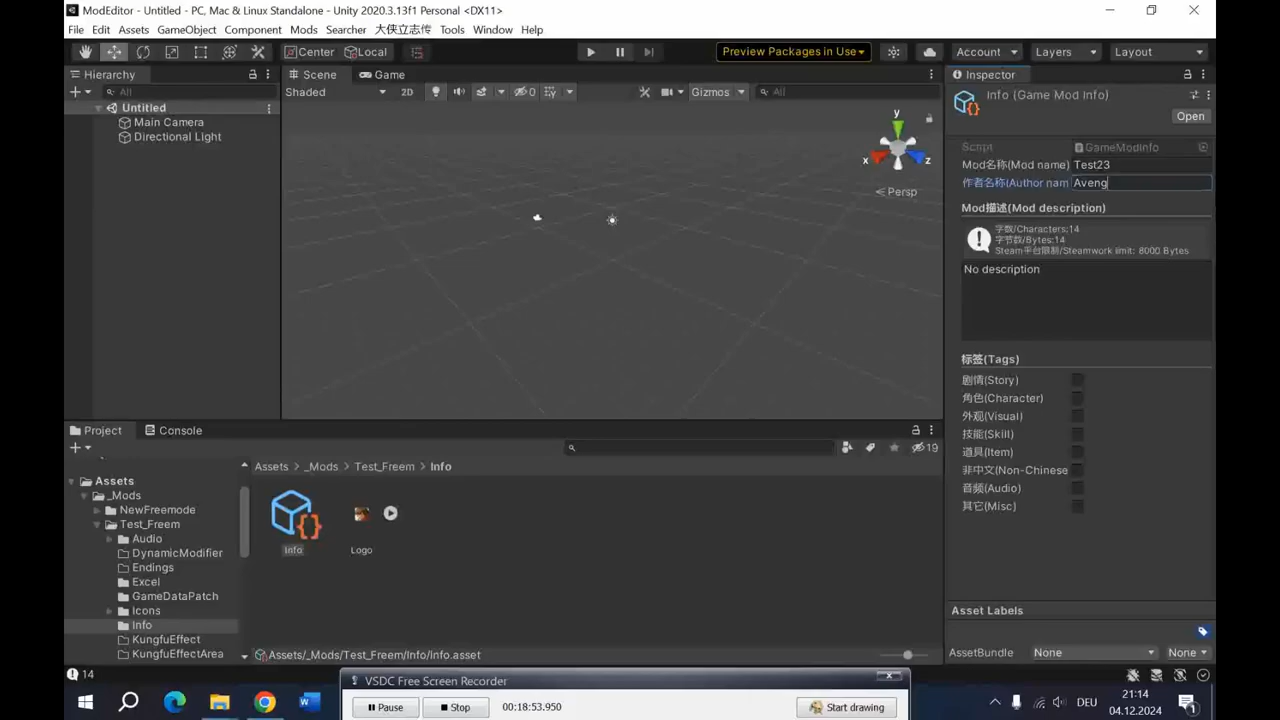 ModEditor - Untitled - PC, Mac & Linux Standalone - Unity 2020.3.13f1 Personal <DX11>
File Edit Assets GameObject Component Mods Searcher 大侠立志传 Tools Window Help
Center Local Preview Packages in Use Account Layers Layout
Hierarchy Scene Game Inspector
All Shaded 2D 0 Gizmos All
Info (Game Mod Info)
Open
Untitled
Main Camera
Directional Light
y
x
z
Persp
Script GameModInfo
Mod名称(Mod name) Test23
作者名称(Author nam Aveng
Mod描述(Mod description)
字数/Characters:14
字节数/Bytes:14
Steam平台限制/Steamwork limit: 8000 Bytes
No description
标签(Tags)
剧情(Story)
角色(Character)
外观(Visual)
技能(Skill)
道具(Item)
非中文(Non-Chinese
音频(Audio)
其它(Misc)
Project Console
19
Assets > _Mods > Test_Freem > Info
Assets
_Mods
NewFreemode
Test_Freem
Audio
DynamicModifier
Endings
Excel
GameDataPatch
Icons
Info
KungfuEffect
KungfuEffectArea
Info
Logo
Assets/_Mods/Test_Freem/Info/Info.asset
Asset Labels
AssetBundle None None
14
VSDC Free Screen Recorder
Pause Stop 00:18:53.950 Start drawing
DEU
21:14
04.12.2024
1